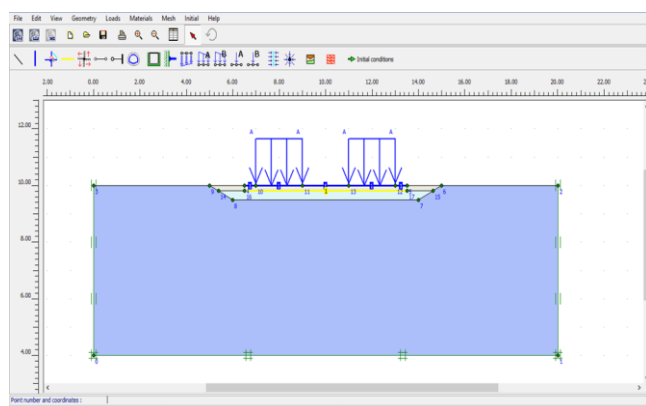 File Edit View Geometry Loads Materials Mesh Initial Help
Initial conditions
2.00 0.00 2.00 4.00 6.00 8.00 10.00 12.00 14.00 16.00 18.00 20.00 22.00
12.00
A A A A
10.00
8.00
6.00
4.00
Point number and coordinates :